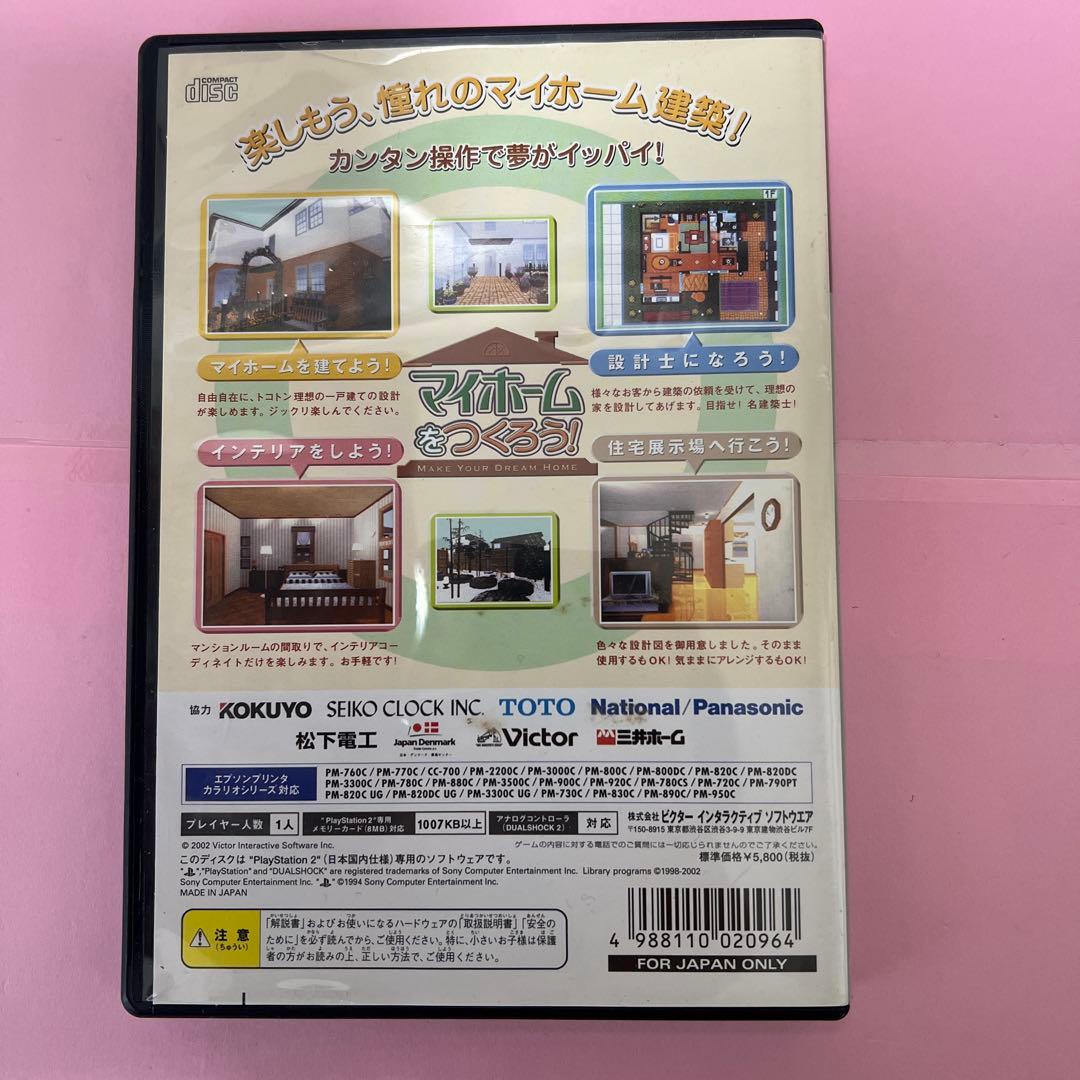 COMPACT
disc
楽しもう、憧れのマイホーム建築!
カンタン操作で夢がイッパイ!
1F
マイホームを建てよう!
自由自在に、トコトン理想の一戸建ての設計
が楽しめます。ジックリ楽しんでください。
設計士になろう!
様々なお客から建築の依頼を受けて、理想の
家を設計してあげます。目指せ!名建築士!
マイホーム
をつくろう!
MAKE YOUR DREAM HOME
インテリアをしよう!
住宅展示場へ行こう!
マンションルームの間取りで、インテリアコー
ディネイトだけを楽しみます。お手軽です!
色々な設計図を御用意しました。そのまま
使用するもOK!気ままにアレンジするもOK!
協力 KOKUYO SEIKO CLOCK INC. TOTO National/Panasonic
松下電工 Japan Denmark Victor 三井ホーム
エプソンプリンタ
カラリオシリーズ対応
PM-760C / PM-770C / CC-700 / PM-2200C / PM-3000C / PM-800C / PM-800DC / PM-820C / PM-820DC
PM-3300C / PM-780C / PM-880C / PM-3500C / PM-900C / PM-920C / PM-780CS / PM-720C / PM-790PT
PM-820C UG / PM-820DC UG / PM-3300C UG / PM-730C / PM-830C / PM-890C / PM-950C
プレイヤー人数 1人
"PlayStation 2"専用
メモリーカード(8MB)対応 1007KB以上
アナログコントローラ
(DUALSHOCK 2) 対応
株式会社 ビクター インタラクティブ ソフトウエア
〒150-8915 東京都渋谷区渋谷3-9-9 東京建物渋谷ビル7F
© 2002 Victor Interactive Software Inc.
ゲームの内容に対する電話でのご質問には一切応じられませんのでご了承ください。
このディスクは "PlayStation 2" (日本国内仕様) 専用のソフトウェアです。
標準価格¥5,800(税抜)
"PS", "PlayStation" and "DUALSHOCK" are registered trademarks of Sony Computer Entertainment Inc. Library programs ©1998-2002
Sony Computer Entertainment Inc. "PS" ©1994 Sony Computer Entertainment Inc.
MADE IN JAPAN
注意
(ちゅうい)
「解説書」およびお使いになるハードウェアの「取扱説明書」「安全の
ために」を必ず読んでから、ご使用ください。特に、小さいお子様は保護
者の方がお読みの上、正しい方法で、ご使用ください。
4 988110 020964
FOR JAPAN ONLY